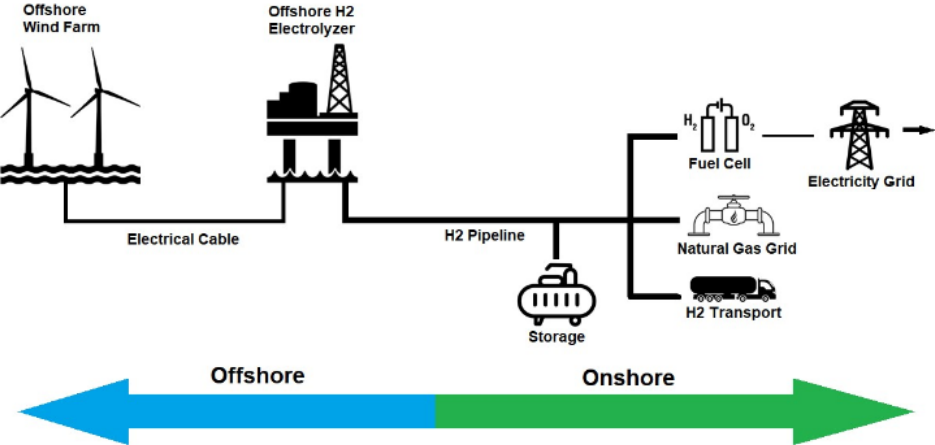 Offshore
Wind Farm
Offshore H2
Electrolyzer
H2 O2
Fuel Cell
Electricity Grid
Electrical Cable
H2 Pipeline
Natural Gas Grid
H2 Transport
Storage
Offshore
Onshore